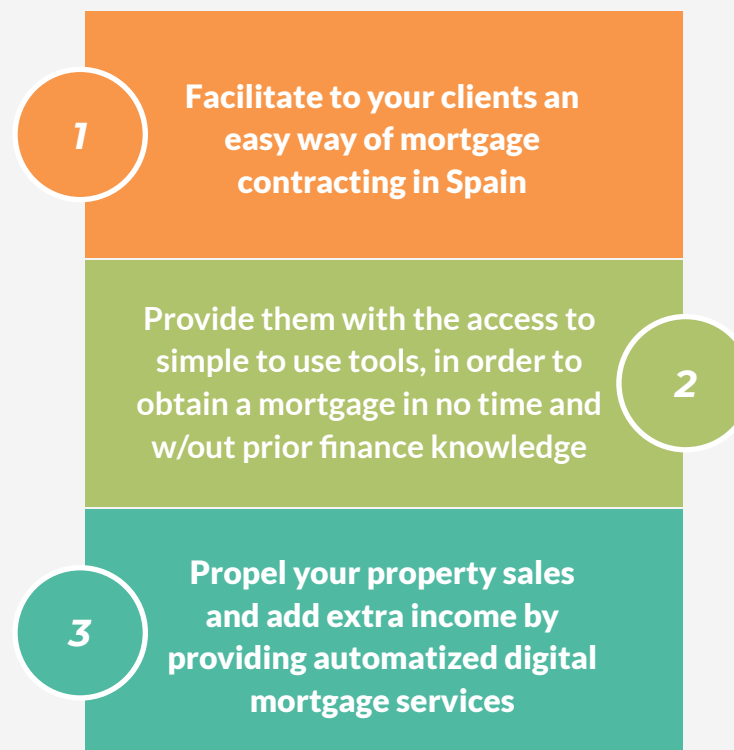 1
Facilitate to your clients an
easy way of mortgage
contracting in Spain
Provide them with the access to
simple to use tools, in order to
obtain a mortgage in no time and
w/out prior finance knowledge
2
3
Propel your property sales
and add extra income by
providing automatized digital
mortgage services